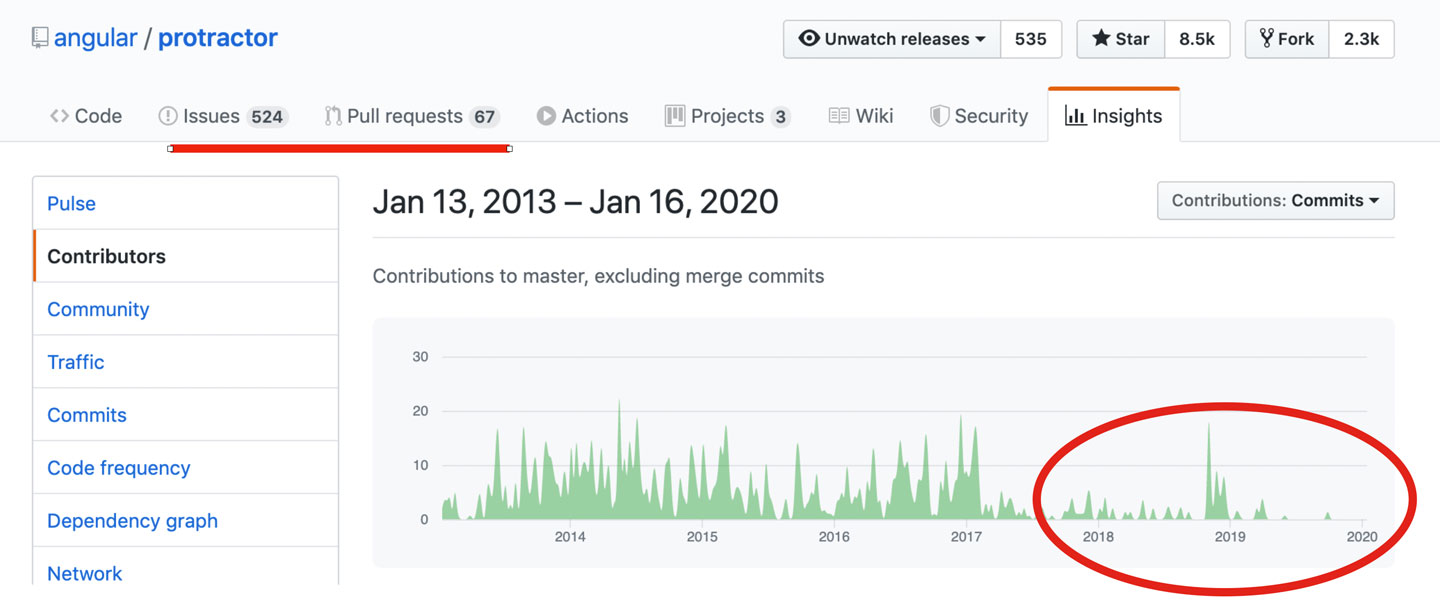 angular / protractor
Unwatch releases 535 Star 8.5k Fork 2.3k
Code Issues 524 Pull requests 67 Actions Projects 3 Wiki Security Insights
Pulse
Contributors
Community
Traffic
Commits
Code frequency
Dependency graph
Network
Jan 13, 2013 – Jan 16, 2020
Contributions: Commits
Contributions to master, excluding merge commits
30
20
10
0
2014 2015 2016 2017 2018 2019 2020